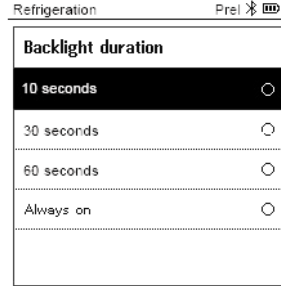 Refrigeration Prel
Backlight duration
10 seconds
30 seconds
60 seconds
Always on